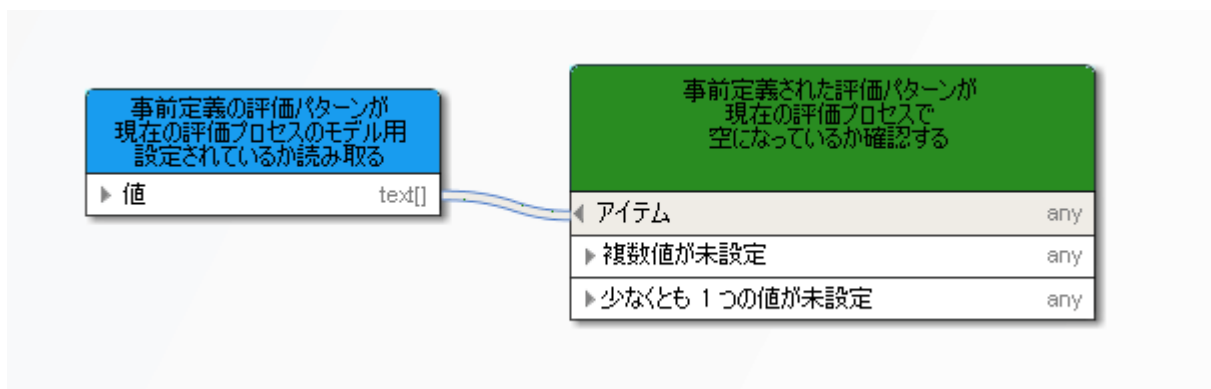 事前定義の評価パターンが
現在の評価プロセスのモデル用
設定されているか読み取る
値 text[]
事前定義された評価パターンが
現在の評価プロセスで
空になっているか確認する
アイテム any
複数値が未設定 any
少なくとも 1 つの値が未設定 any